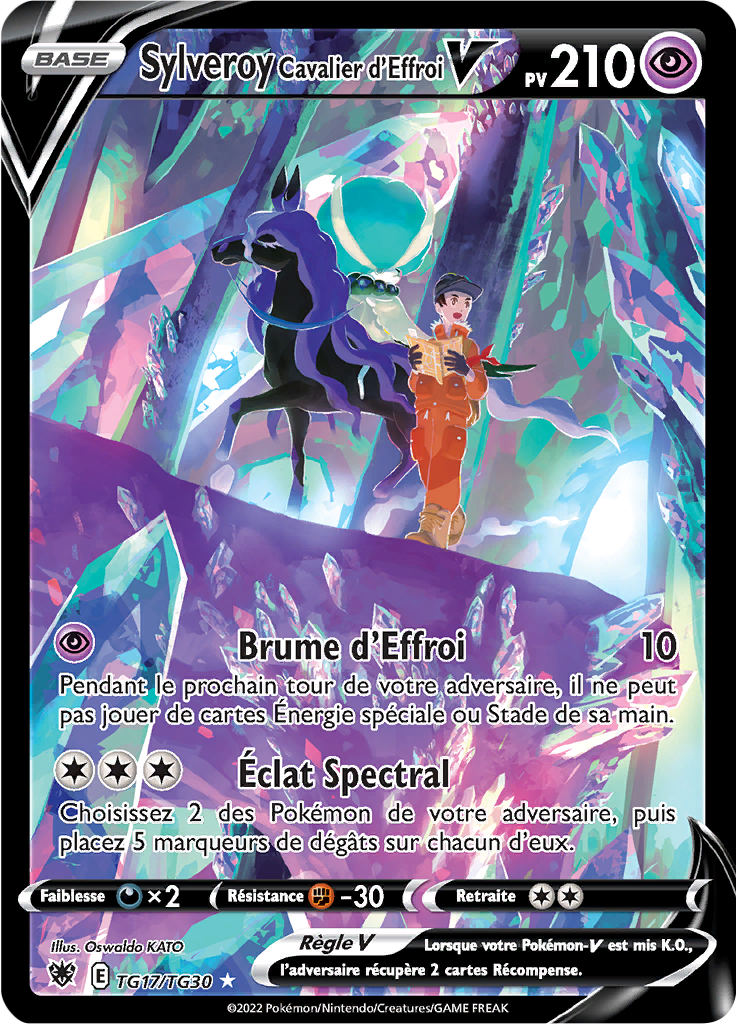 BASE
Sylveroy Cavalier d'Effroi V PV 210
Brume d'Effroi 10
Pendant le prochain tour de votre adversaire, il ne peut
pas jouer de cartes Énergie spéciale ou Stade de sa main.
Éclat Spectral
Choisissez 2 des Pokémon de votre adversaire, puis
placez 5 marqueurs de dégâts sur chacun d'eux.
Faiblesse ×2 Résistance -30 Retraite
Illus. Oswaldo KATO
Règle V Lorsque votre Pokémon-V est mis K.O.,
l'adversaire récupère 2 cartes Récompense.
E TG17/TG30
©2022 Pokémon/Nintendo/Creatures/GAME FREAK